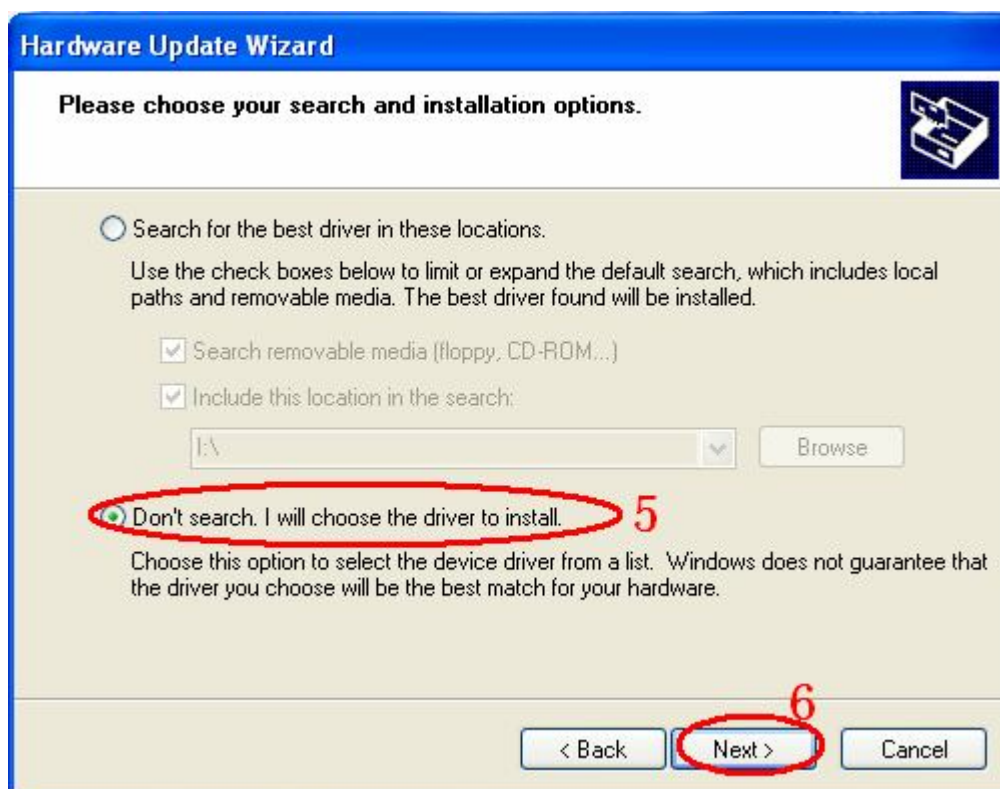 Hardware Update Wizard
Please choose your search and installation options.
Search for the best driver in these locations.
Use the check boxes below to limit or expand the default search, which includes local
paths and removable media. The best driver found will be installed.
Search removable media (floppy, CD-ROM...)
Include this location in the search:
I:\
Browse
Don't search. I will choose the driver to install.
5
Choose this option to select the device driver from a list. Windows does not guarantee that
the driver you choose will be the best match for your hardware.
6
< Back
Next >
Cancel